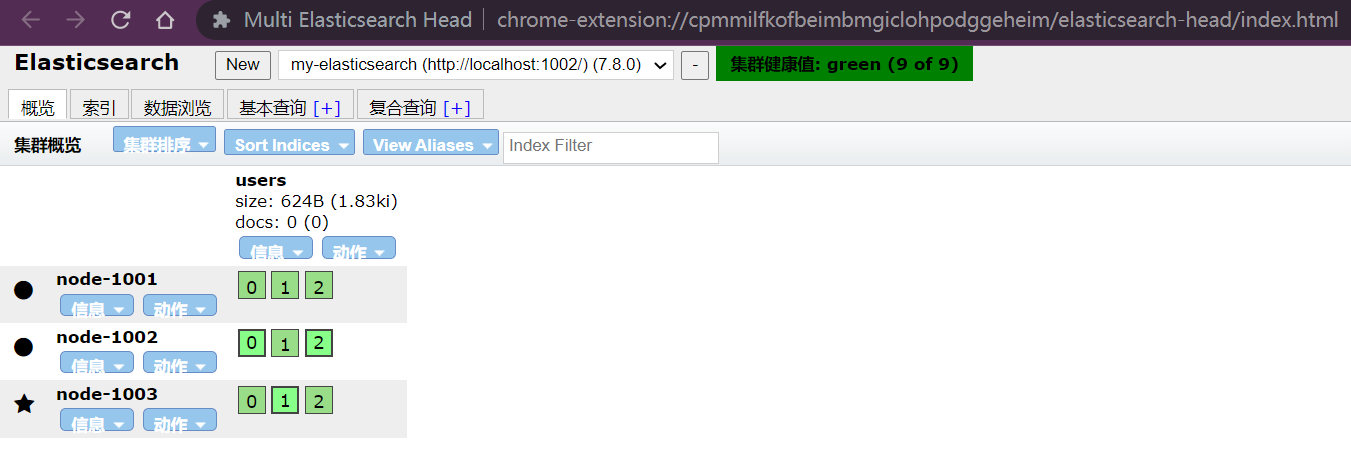 Multi Elasticsearch Head chrome-extension://cpmmilfkofbeimbmgiclohpodggeheim/elasticsearch-head/index.html
Elasticsearch New my-elasticsearch (http://localhost:1002/) (7.8.0) - 集群健康值: green (9 of 9)
概览 索引 数据浏览 基本查询 [+] 复合查询 [+]
集群概览 集群排序 Sort Indices View Aliases Index Filter
users
size: 624B (1.83ki)
docs: 0 (0)
信息 动作
node-1001 0 1 2
信息 动作
node-1002 0 1 2
信息 动作
node-1003 0 1 2
信息 动作